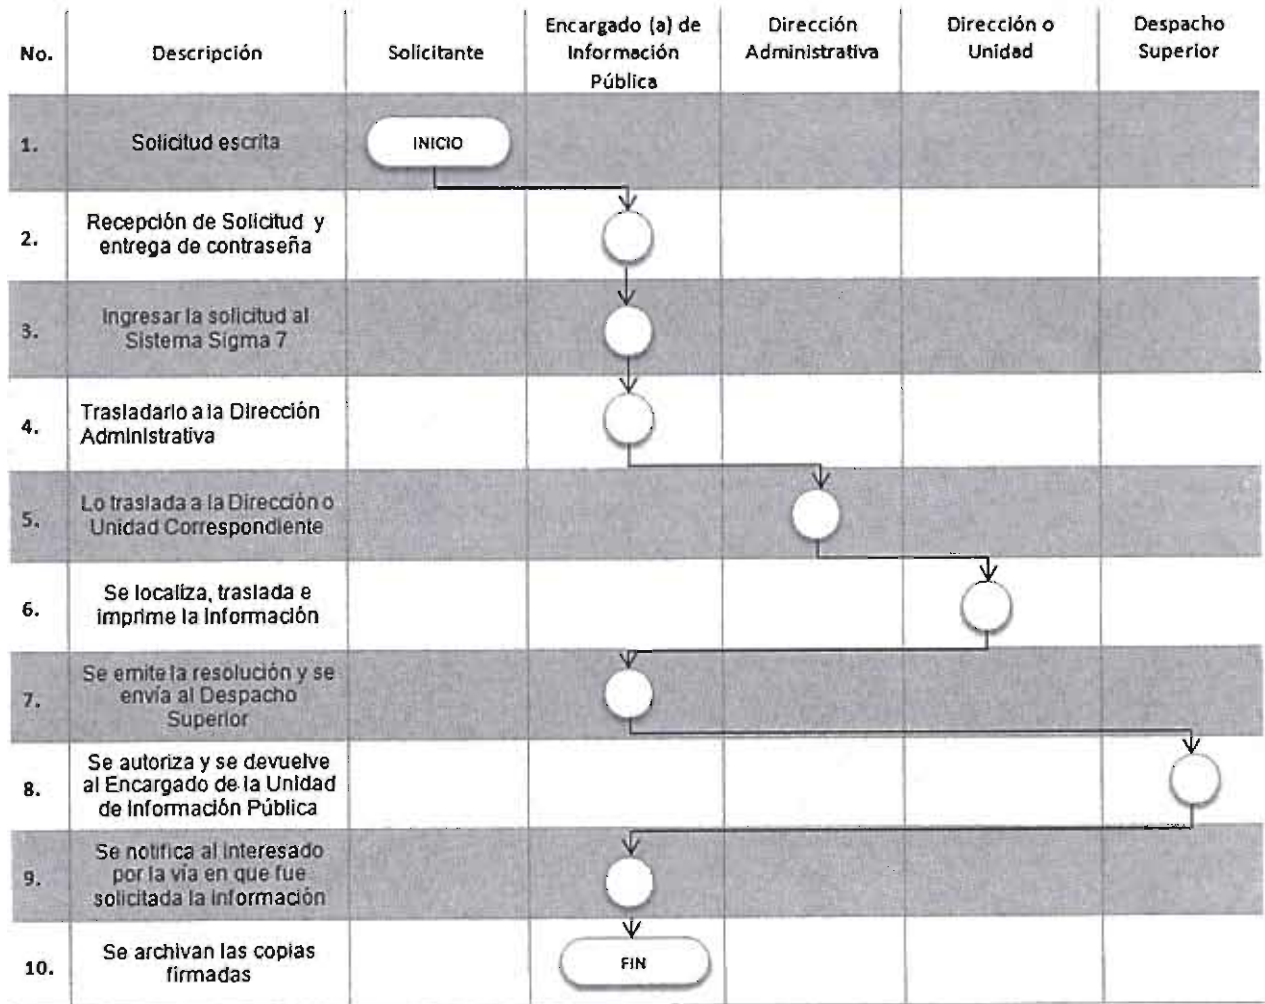 No.
Descripción
Solicitante
Encargado (a) de
Información
Pública
Dirección
Administrativa
Dirección o
Unidad
Despacho
Superior
1.
Solicitud escrita
INICIO
2.
Recepción de Solicitud y
entrega de contraseña
3.
Ingresar la solicitud al
Sistema Sigma 7
4.
Trasladarlo a la Dirección
Administrativa
5.
Lo traslada a la Dirección o
Unidad Correspondiente
6.
Se localiza, traslada e
imprime la Información
7.
Se emite la resolución y se
envía al Despacho
Superior
8.
Se autoriza y se devuelve
al Encargado de la Unidad
de Información Pública
9.
Se notifica al interesado
por la vía en que fue
solicitada la información
10.
Se archivan las copias
firmadas
FIN